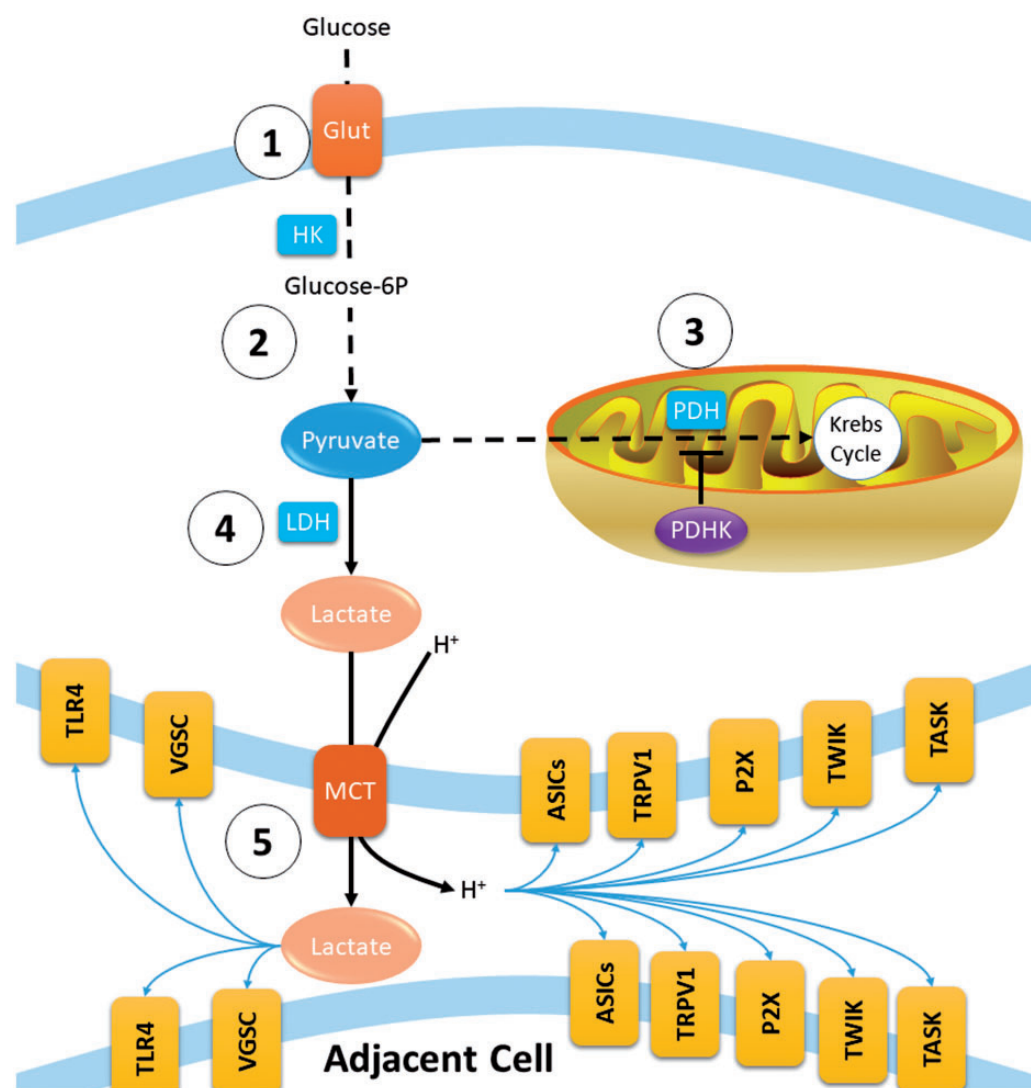 Glucose
1
Glut
HK
Glucose-6P
2
3
Pyruvate
PDH
Krebs
Cycle
PDHK
4
LDH
Lactate
H+
TLR4
VGSC
MCT
ASICs
TRPV1
P2X
TWIK
TASK
5
H+
Lactate
TLR4
VGSC
ASICs
TRPV1
P2X
TWIK
TASK
Adjacent Cell